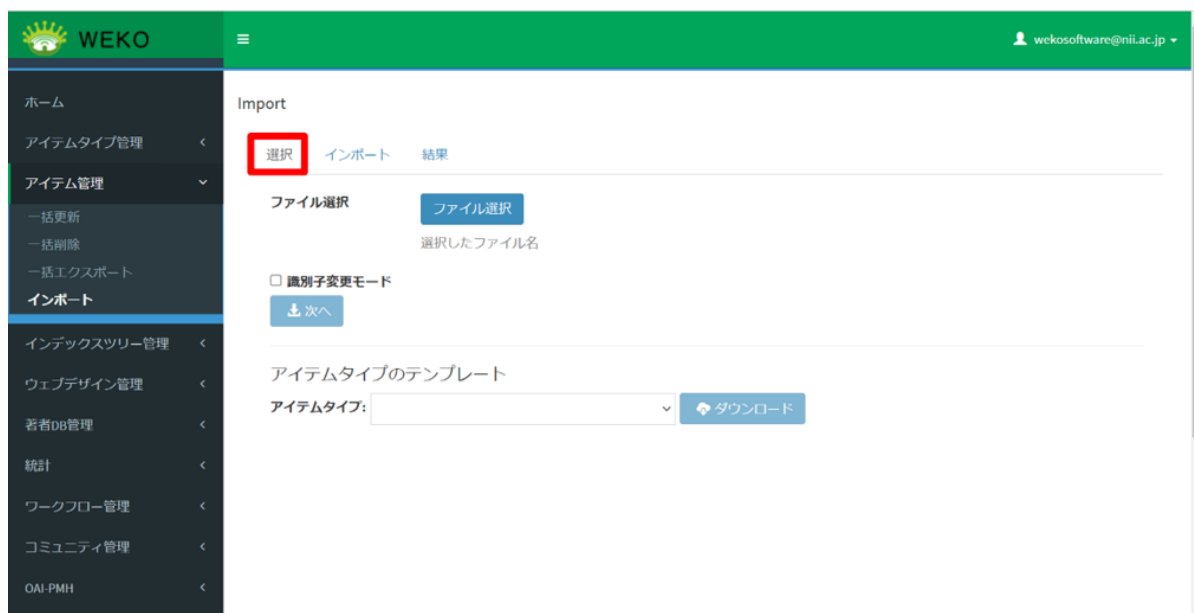 WEKO
wekosoftware@nii.ac.jp
ホーム
アイテムタイプ管理
アイテム管理
一括更新
一括削除
一括エクスポート
インポート
インデックスツリー管理
ウェブデザイン管理
著者DB管理
統計
ワークフロー管理
コミュニティ管理
OAI-PMH
Import
選択 インポート 結果
ファイル選択 ファイル選択
選択したファイル名
識別子変更モード
次へ
アイテムタイプのテンプレート
アイテムタイプ: ダウンロード